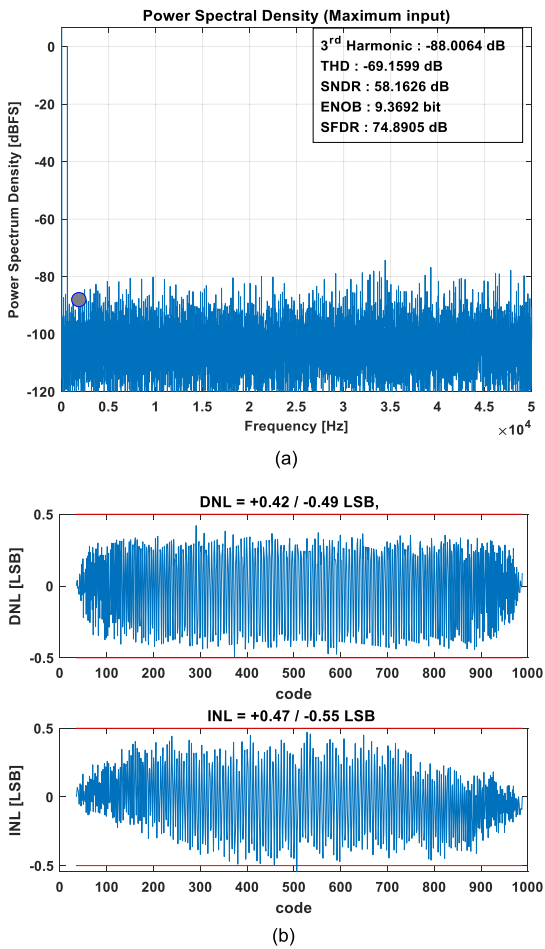 Power Spectral Density (Maximum input)
3rd Harmonic : -88.0064 dB
THD : -69.1599 dB
SNDR : 58.1626 dB
ENOB : 9.3692 bit
SFDR : 74.8905 dB
Power Spectrum Density [dBFS]
0
-20
-40
-60
-80
-100
-120
0 0.5 1 1.5 2 2.5 3 3.5 4 4.5 5
Frequency [Hz]
×10^4
(a)
DNL = +0.42 / -0.49 LSB,
DNL [LSB]
0.5
0
-0.5
0 100 200 300 400 500 600 700 800 900 1000
code
INL = +0.47 / -0.55 LSB
INL [LSB]
0.5
0
-0.5
0 100 200 300 400 500 600 700 800 900 1000
code
(b)